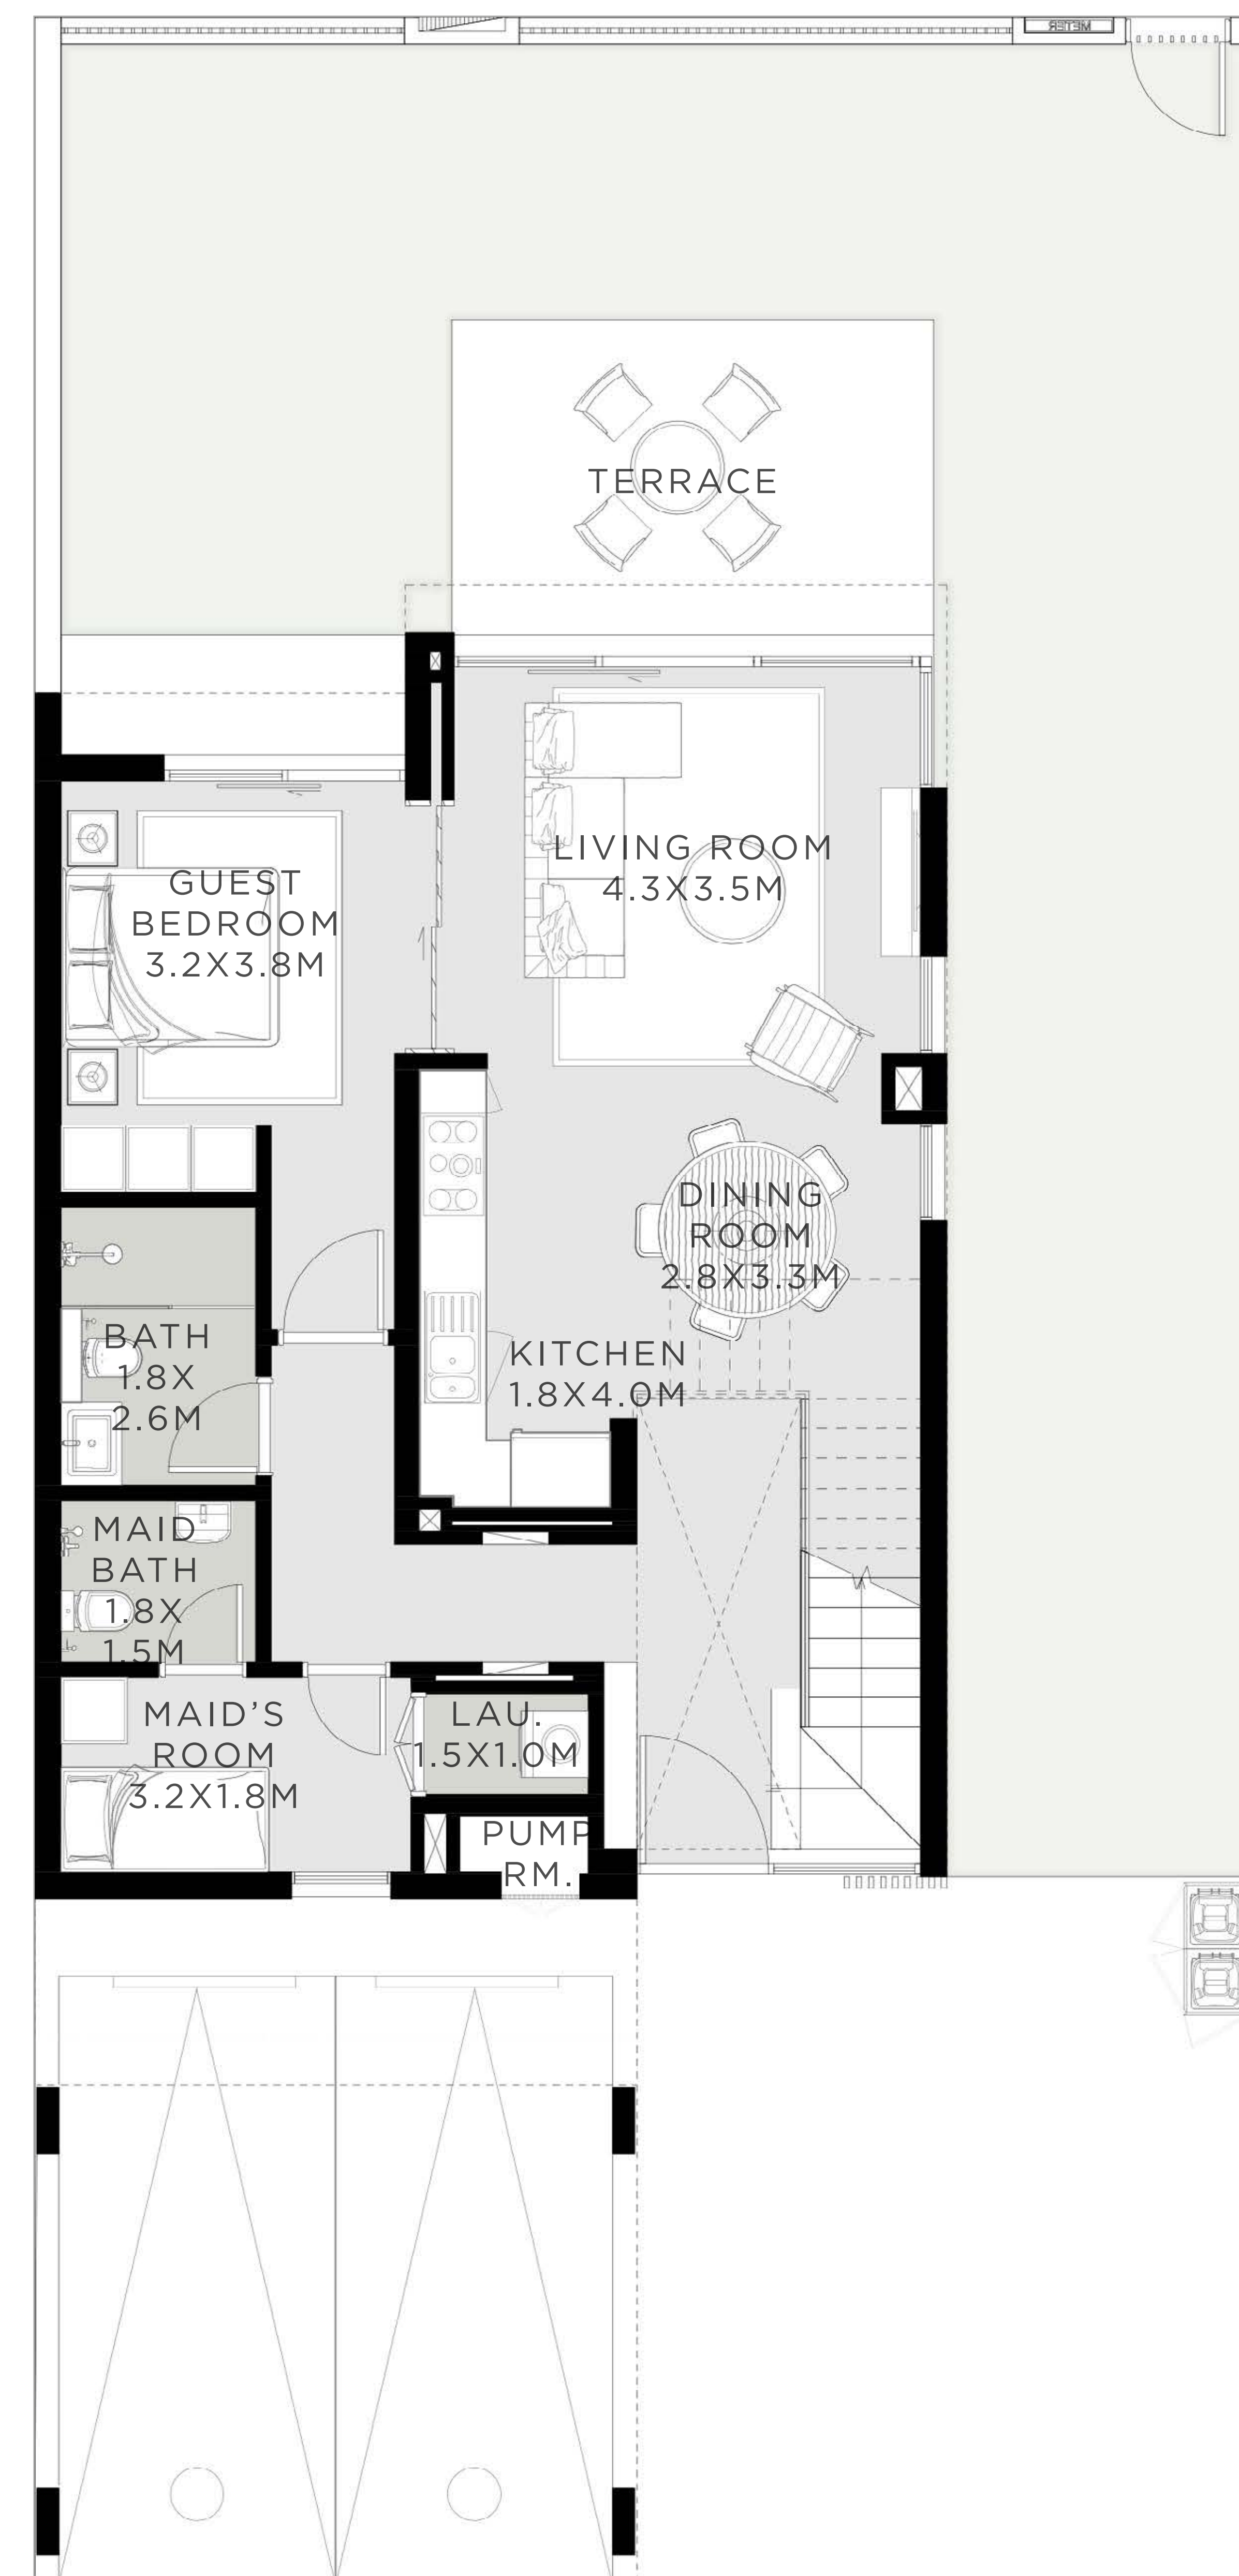 METER
TERRACE
LIVING ROOM
4.3X3.5M
GUEST
BEDROOM
3.2X3.8M
DINING
ROOM
2.8X3.3M
BATH
1.8X
2.6M
KITCHEN
1.8X4.0M
MAID
BATH
1.8X
1.5M
MAID'S
ROOM
3.2X1.8M
LAU.
1.5X1.0M
PUMP
RM.